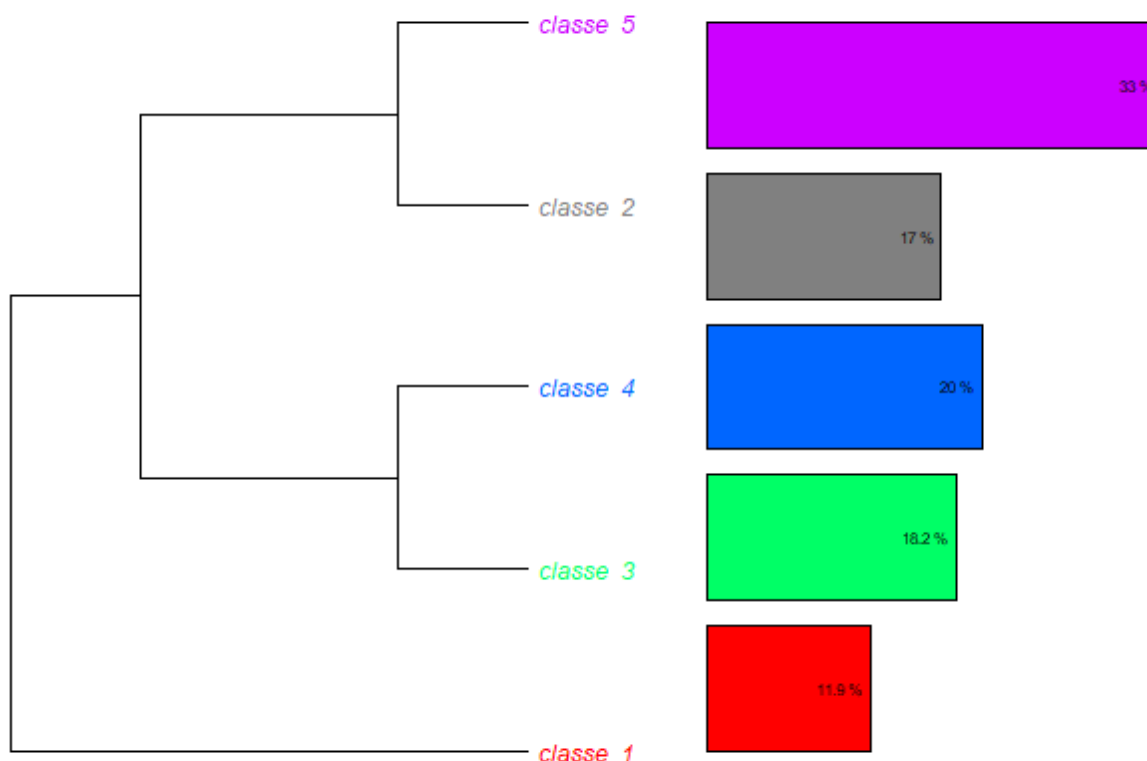 classe 5
33 %
classe 2
17 %
classe 4
20 %
classe 3
18.2 %
11.9 %
classe 1